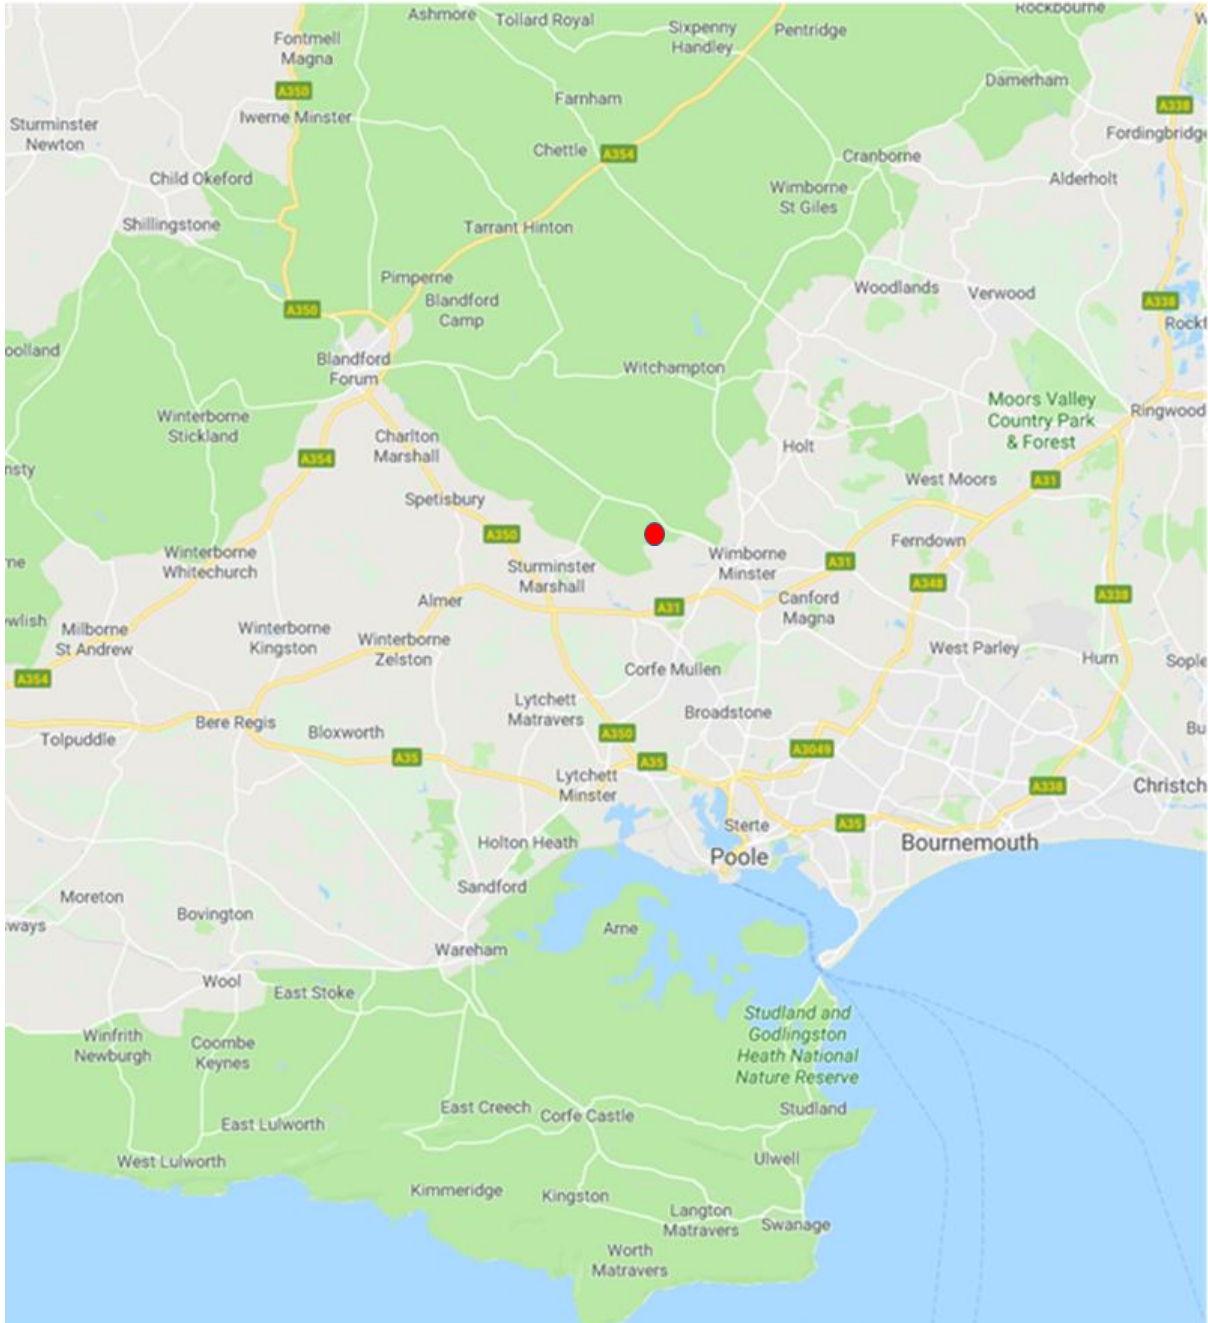 Ashmore
Tollard Royal
Sixpenny
Handley
Pentridge
Rockbourne
Fontmell
Magna
Damerham
A350
Farnham
A338
Iwerne Minster
Sturminster
Newton
Fordingbridge
Chettle
A354
Cranborne
Child Okeford
Alderholt
Wimborne
St Giles
Shillingstone
Tarrant Hinton
Pimperne
Blandford
Camp
Woodlands
Verwood
A350
A338
Rockf
oolland
Blandford
Forum
Witchampton
Moors Valley
Country Park
& Forest
Ringwood
Winterborne
Stickland
Charlton
Marshall
Holt
A354
nsty
West Moors
A31
Spetisbury
A350
Ferndown
Winterborne
Whitechurch
Wimborne
Minster
A31
ne
Sturminster
Marshall
A348
A338
Almer
A31
Canford
Magna
wlish
Milborne
St Andrew
Winterborne
Kingston
Winterborne
Zelston
West Parley
Hurn
Sople
Corfe Mullen
A354
Lytchett
Matravers
Broadstone
Bere Regis
Bloxworth
A350
Bu
Tolpuddle
A3049
A35
A35
Lytchett
Minster
A338
Christch
Sterte
A35
Holton Heath
Poole
Bournemouth
Sandford
Moreton
Bovington
ways
Arne
Wareham
Wool
East Stoke
Studland and
Godlingston
Heath National
Nature Reserve
Winfrith
Newburgh
Coombe
Keynes
East Creech
Corfe Castle
Studland
East Lulworth
West Lulworth
Ulwell
Kimmeridge
Kingston
Langton
Matravers
Swanage
Worth
Matravers